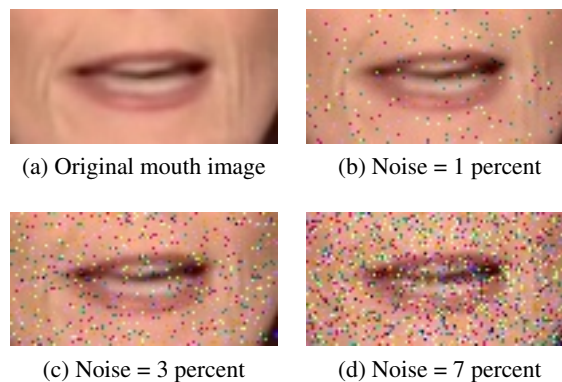 (a) Original mouth image
(b) Noise = 1 percent
(c) Noise = 3 percent
(d) Noise = 7 percent